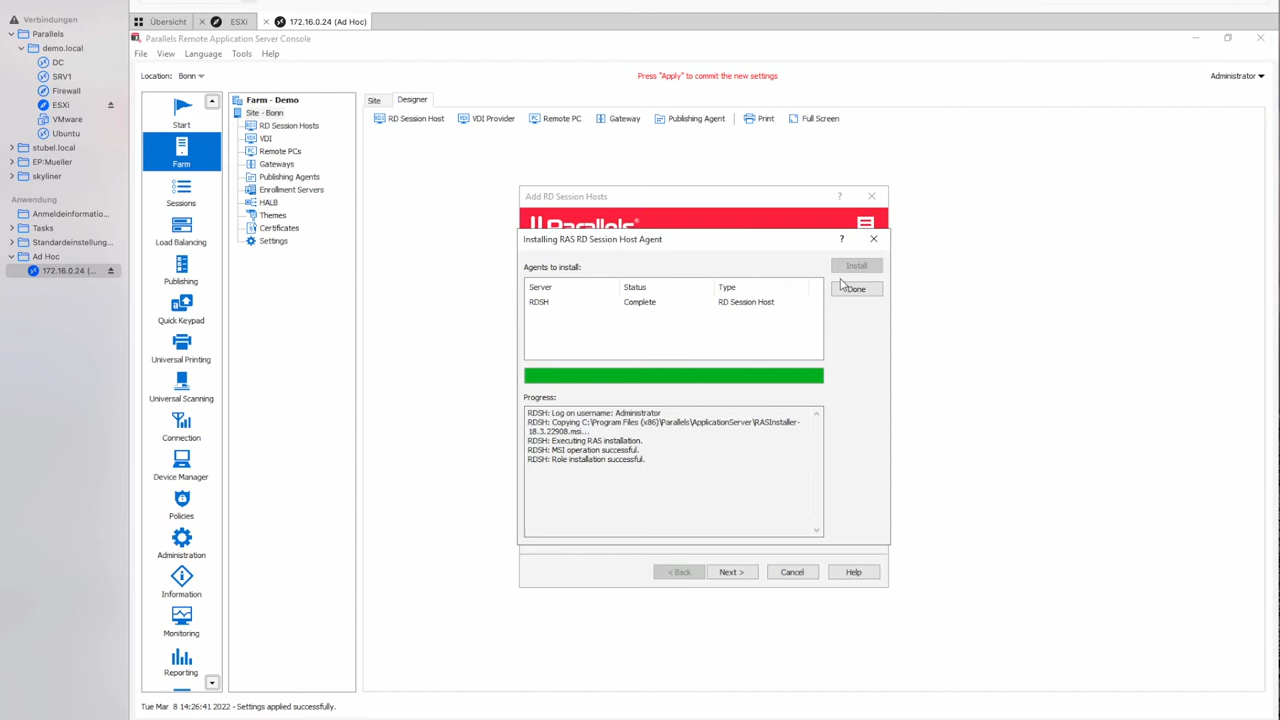 Verbindungen
Parallels
demo.local
DC
SRV1
Firewall
ESXi
VMware
Ubuntu
stubel.local
EP:Mueller
skyliner
Anwendung
Anmeldeinformatio...
Tasks
Standardeinstellung...
Ad Hoc
172.16.0.24 (...
Übersicht
ESXi
172.16.0.24 (Ad Hoc)
Parallels Remote Application Server Console
File View Language Tools Help
Location: Bonn
Press "Apply" to commit the new settings
Administrator
Start
Farm
Sessions
Load Balancing
Publishing
Quick Keypad
Universal Printing
Universal Scanning
Connection
Device Manager
Policies
Administration
Information
Monitoring
Reporting
Farm - Demo
Site - Bonn
RD Session Hosts
VDI
Remote PCs
Gateways
Publishing Agents
Enrollment Servers
HALB
Themes
Certificates
Settings
Site Designer
RD Session Host VDI Provider Remote PC Gateway Publishing Agent Print Full Screen
Add RD Session Hosts
Parallels®
Installing RAS RD Session Host Agent
Agents to install:
Install
Server Status Type
Done
RDSH Complete RD Session Host
Progress:
RDSH: Log on username: Administrator
RDSH: Copying C:\Program Files (x86)\Parallels\ApplicationServer\RASInstaller-
18.3.22908.msi...
RDSH: Executing RAS installation.
RDSH: MSI operation successful.
RDSH: Role installation successful.
< Back Next > Cancel Help
Tue Mar 8 14:26:41 2022 - Settings applied successfully.